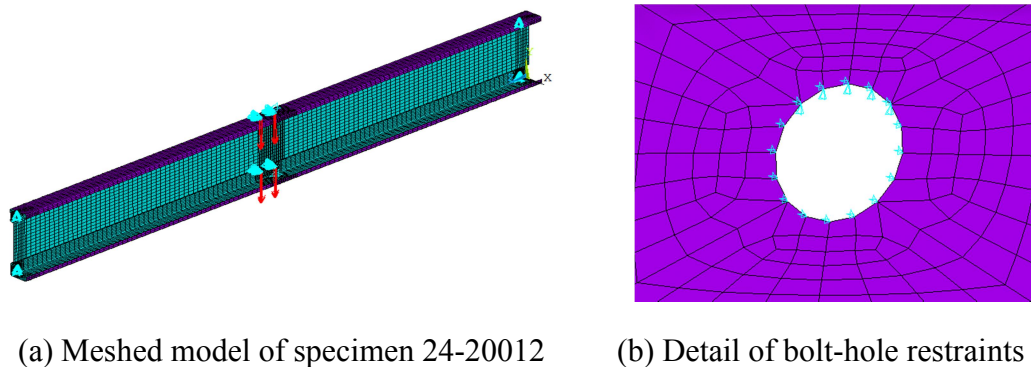 X
(a) Meshed model of specimen 24-20012
(b) Detail of bolt-hole restraints